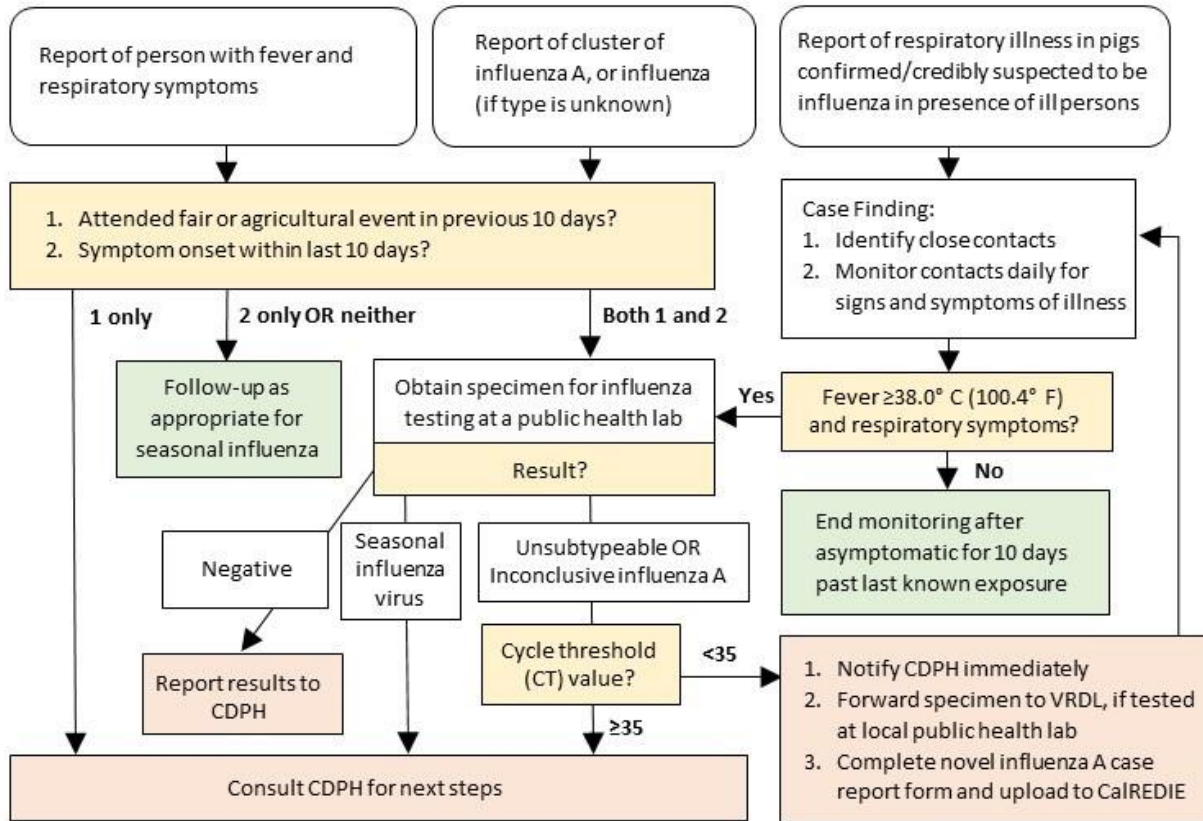 Report of person with fever and
respiratory symptoms
Report of cluster of
influenza A, or influenza
(if type is unknown)
Report of respiratory illness in pigs
confirmed/credibly suspected to be
influenza in presence of ill persons
1. Attended fair or agricultural event in previous 10 days?
2. Symptom onset within last 10 days?
Case Finding:
1. Identify close contacts
2. Monitor contacts daily for
signs and symptoms of illness
1 only
2 only OR neither
Both 1 and 2
Follow-up as
appropriate for
seasonal influenza
Obtain specimen for influenza
testing at a public health lab
Yes
Fever ≥38.0° C (100.4° F)
and respiratory symptoms?
Result?
No
Negative
Seasonal
influenza
virus
Unsubtypeable OR
Inconclusive influenza A
End monitoring after
asymptomatic for 10 days
past last known exposure
Report results to
CDPH
Cycle threshold
(CT) value?
<35
≥35
1. Notify CDPH immediately
2. Forward specimen to VRDL, if tested
at local public health lab
3. Complete novel influenza A case
report form and upload to CalREDIE
Consult CDPH for next steps